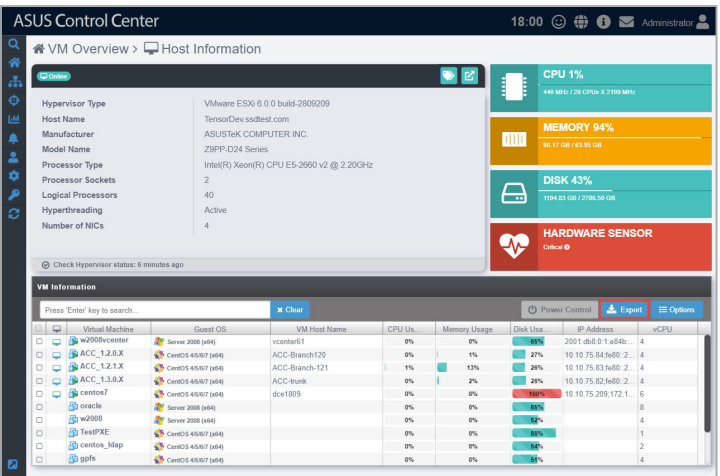 ASUS Control Center
18:00 Administrator
VM Overview > Host Information
Online
Hypervisor Type VMware ESXi 6.0.0 build-2809209
Host Name TensorDev.ssdtest.com
Manufacturer ASUSTeK COMPUTER INC.
Model Name Z9PP-D24 Series
Processor Type Intel(R) Xeon(R) CPU E5-2660 v2 @ 2.20GHz
Processor Sockets 2
Logical Processors 40
Hyperthreading Active
Number of NICs 4
Check Hypervisor status: 6 minutes ago
CPU 1%
440 MHz / 20 CPUs X 2199 MHz
MEMORY 94%
60.17 GB / 63.95 GB
DISK 43%
1194.83 GB / 2786.50 GB
HARDWARE SENSOR
Critical
VM Information
Press 'Enter' key to search... Clear Power Control Export Options
Virtual Machine Guest OS VM Host Name CPU Us... Memory Usage Disk Usa... IP Address vCPU
w2008vcenter Server 2008 (x64) vcenter61 0% 0% 65% 2001:db8:0:1:e84b:... 4
ACC_1.2.0.X CentOS 4/5/6/7 (x64) ACC-Branch120 0% 1% 27% 10.10.75.84,fe80::2... 4
ACC_1.2.1.X CentOS 4/5/6/7 (x64) ACC-Branch-121 1% 13% 26% 10.10.75.83,fe80::2... 4
ACC_1.3.0.X CentOS 4/5/6/7 (x64) ACC-trunk 0% 2% 28% 10.10.75.82,fe80::2... 4
centos7 CentOS 4/5/6/7 (x64) dce1809 0% 0% 100% 10.10.75.209,172.1... 6
oracle Server 2008 (x64) 0% 0% 65% 8
w2008 Server 2008 (x64) 0% 0% 52% 4
TestPXE CentOS 4/5/6/7 (x64) 0% 0% 88% 1
centos_ldap CentOS 4/5/6/7 (x64) 0% 0% 54% 2
gpfs CentOS 4/5/6/7 (x64) 0% 0% 51% 4